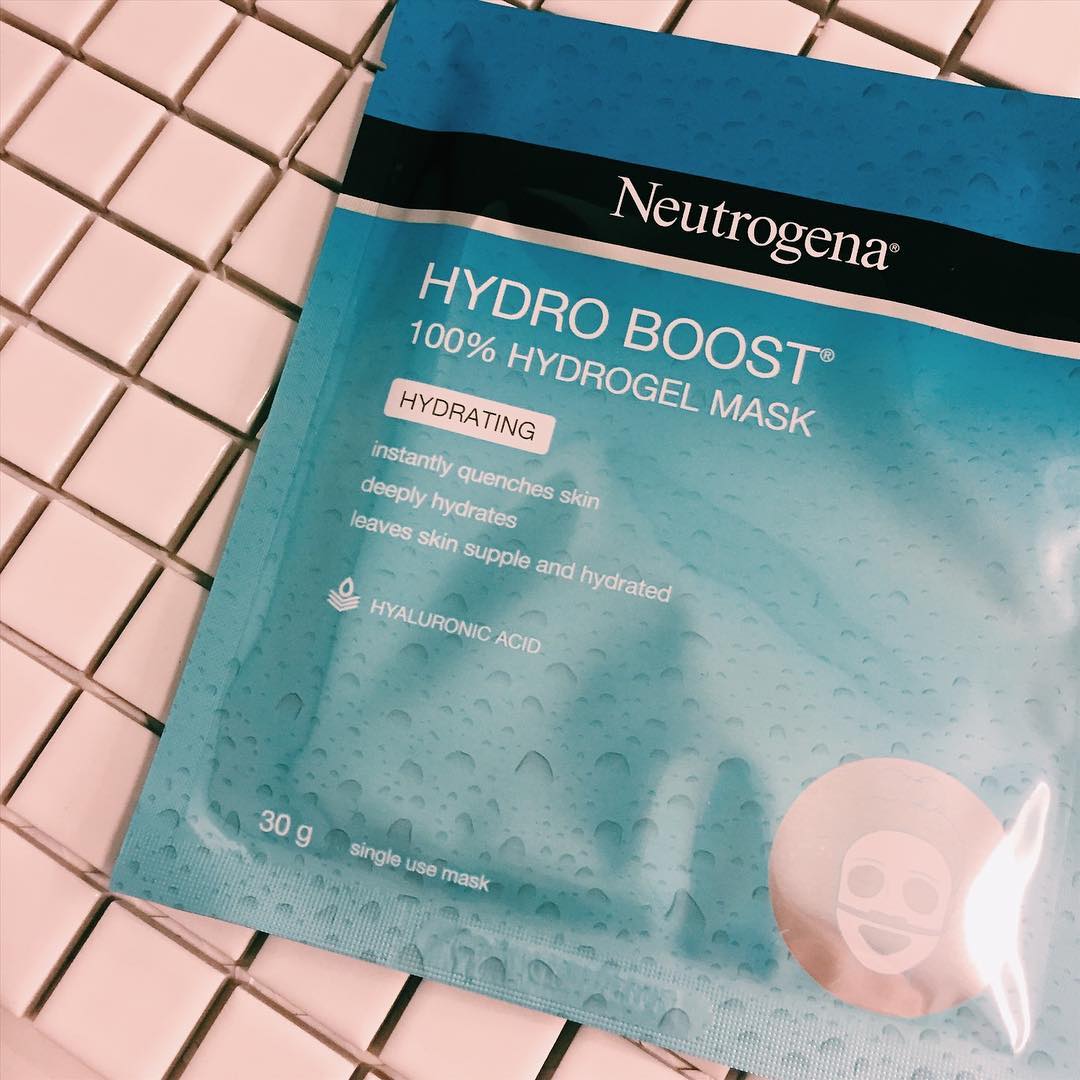 Neutrogena®
HYDRO BOOST®
100% HYDROGEL MASK
HYDRATING
instantly quenches skin
deeply hydrates
leaves skin supple and hydrated
HYALURONIC ACID
30 g
single use mask